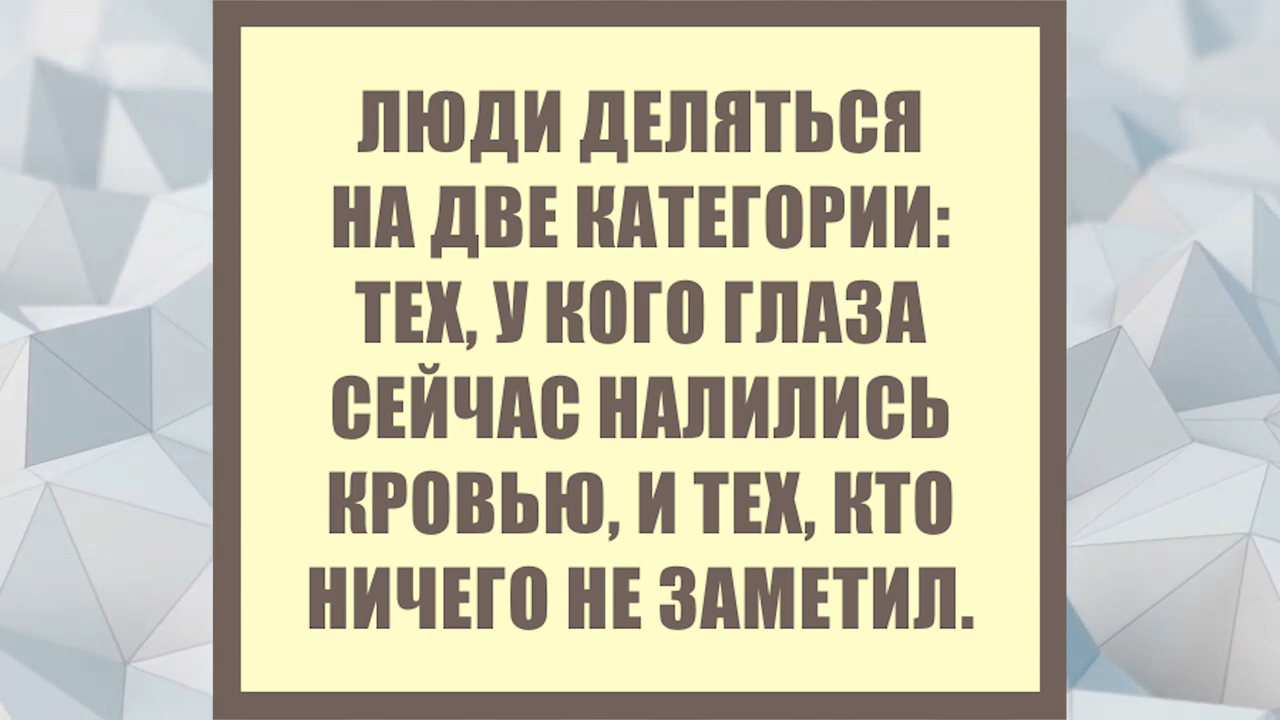 ЛЮДИ ДЕЛЯТЬСЯ
НА ДВЕ КАТЕГОРИИ:
ТЕХ, У КОГО ГЛАЗА
СЕЙЧАС НАЛИЛИСЬ
КРОВЬЮ, И ТЕХ, КТО
НИЧЕГО НЕ ЗАМЕТИЛ.